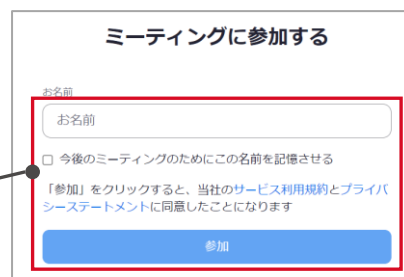 ミーティングに参加する
お名前
お名前
今後のミーティングのためにこの名前を記憶させる
「参加」をクリックすると、当社のサービス利用規約とプライバ
シーステートメントに同意したことになります
参加